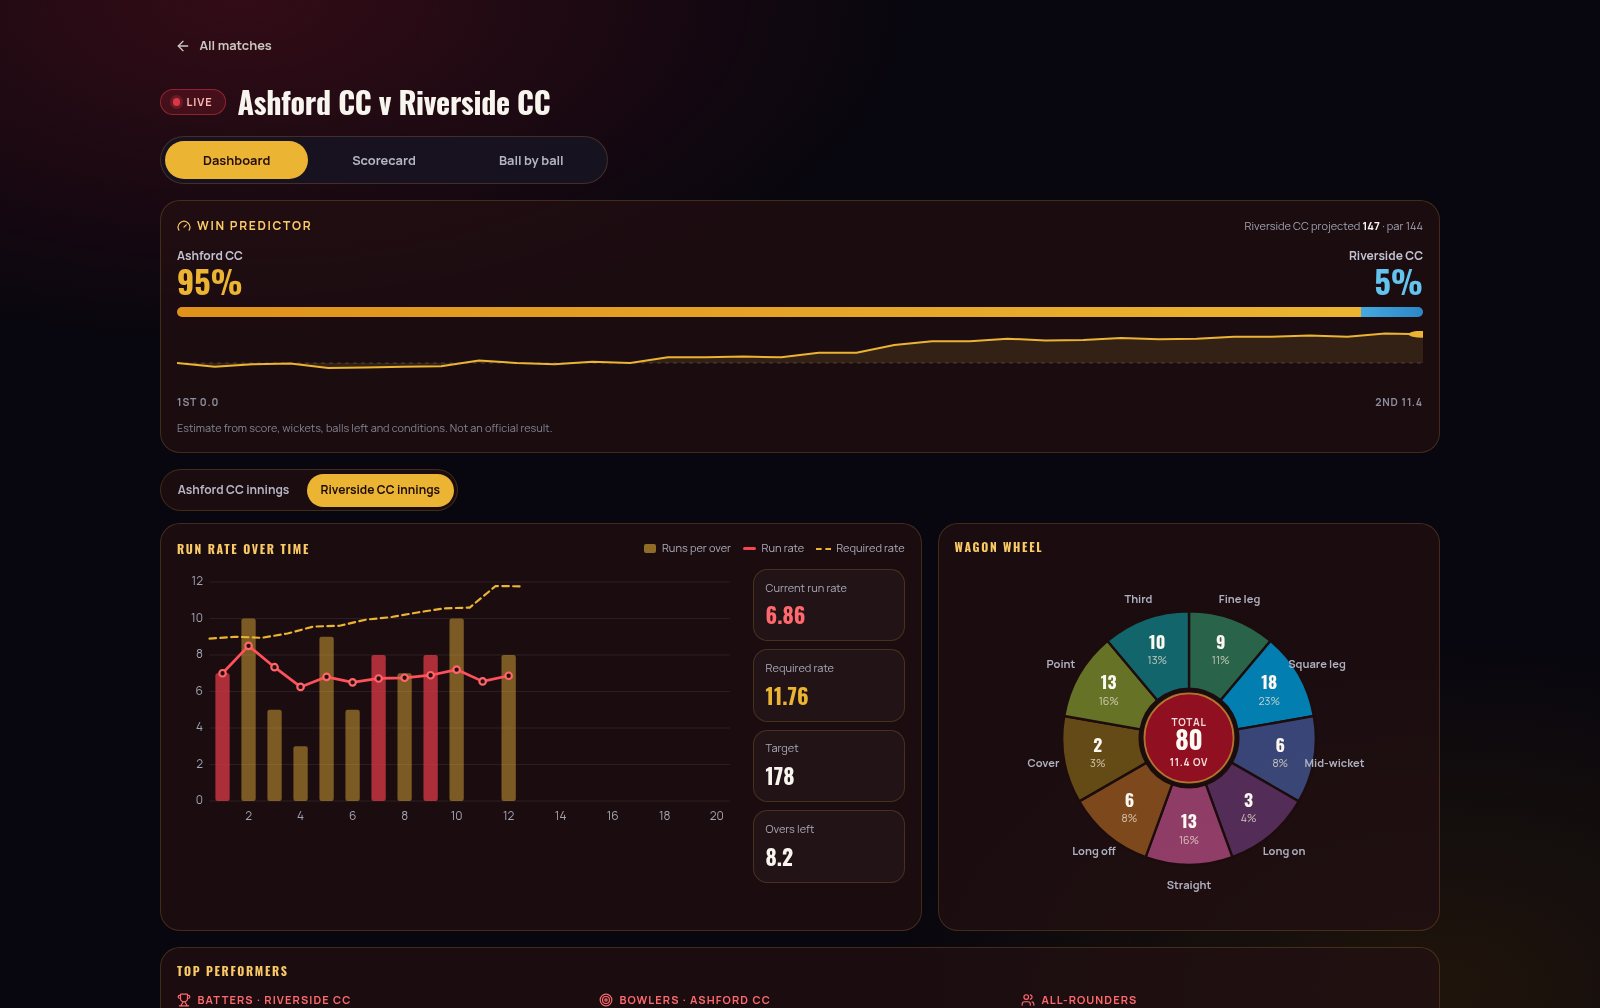 All matches
LIVE
Ashford CC v Riverside CC
Dashboard Scorecard Ball by ball
WIN PREDICTOR
Riverside CC projected 147 · par 144
Ashford CC Riverside CC
95% 5%
1ST 0.0 2ND 11.4
Estimate from score, wickets, balls left and conditions. Not an official result.
Ashford CC innings Riverside CC innings
RUN RATE OVER TIME
Runs per over Run rate Required rate
12
10
8
6
4
2
0
2 4 6 8 10 12 14 16 18 20
Current run rate
6.86
Required rate
11.76
Target
178
Overs left
8.2
WAGON WHEEL
Third Fine leg
10 9
13% 11%
Point Square leg
13 18
16% 23%
TOTAL
80
11.4 OV
2 6
3% 8%
Cover Mid-wicket
6 3
8% 4%
13
16%
Long off Long on
Straight
TOP PERFORMERS
BATTERS · RIVERSIDE CC BOWLERS · ASHFORD CC ALL-ROUNDERS